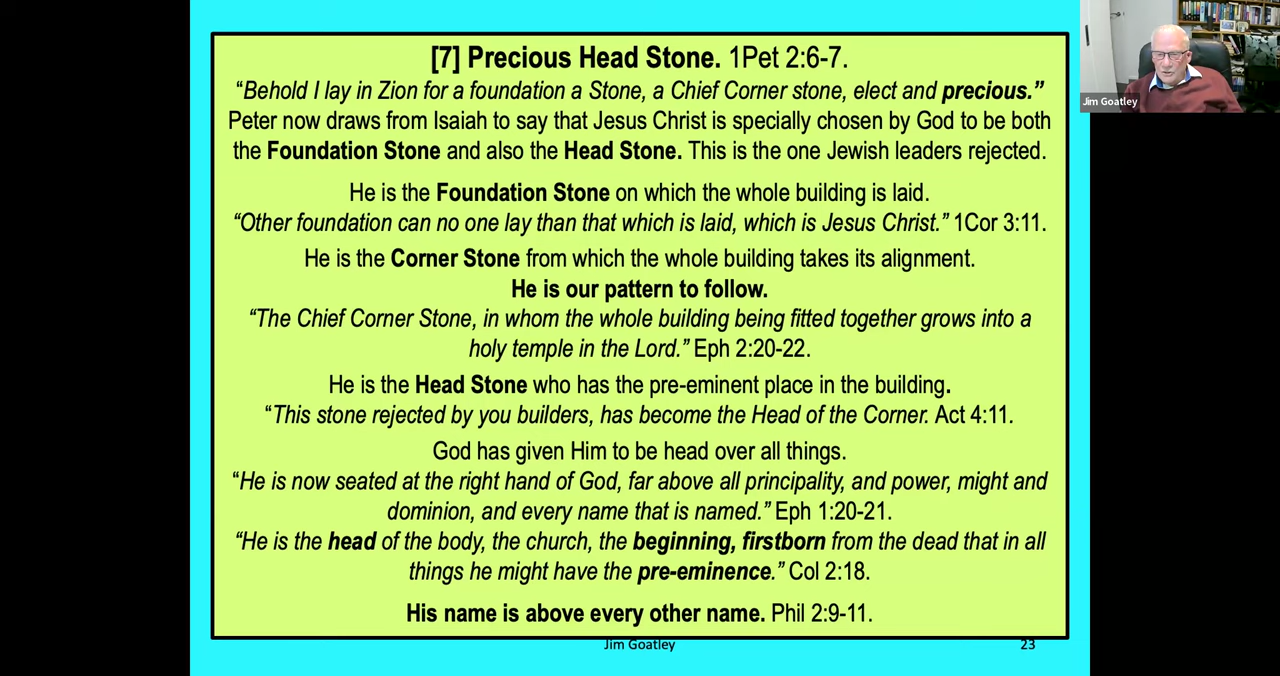 [7] Precious Head Stone. 1Pet 2:6-7.
“Behold I lay in Zion for a foundation a Stone, a Chief Corner stone, elect and precious.”
Peter now draws from Isaiah to say that Jesus Christ is specially chosen by God to be both
the Foundation Stone and also the Head Stone. This is the one Jewish leaders rejected.
He is the Foundation Stone on which the whole building is laid.
“Other foundation can no one lay than that which is laid, which is Jesus Christ.” 1Cor 3:11.
He is the Corner Stone from which the whole building takes its alignment.
He is our pattern to follow.
“The Chief Corner Stone, in whom the whole building being fitted together grows into a
holy temple in the Lord.” Eph 2:20-22.
He is the Head Stone who has the pre-eminent place in the building.
“This stone rejected by you builders, has become the Head of the Corner. Act 4:11.
God has given Him to be head over all things.
“He is now seated at the right hand of God, far above all principality, and power, might and
dominion, and every name that is named.” Eph 1:20-21.
“He is the head of the body, the church, the beginning, firstborn from the dead that in all
things he might have the pre-eminence.” Col 2:18.
His name is above every other name. Phil 2:9-11.
Jim Goatley
23
Jim Goatley